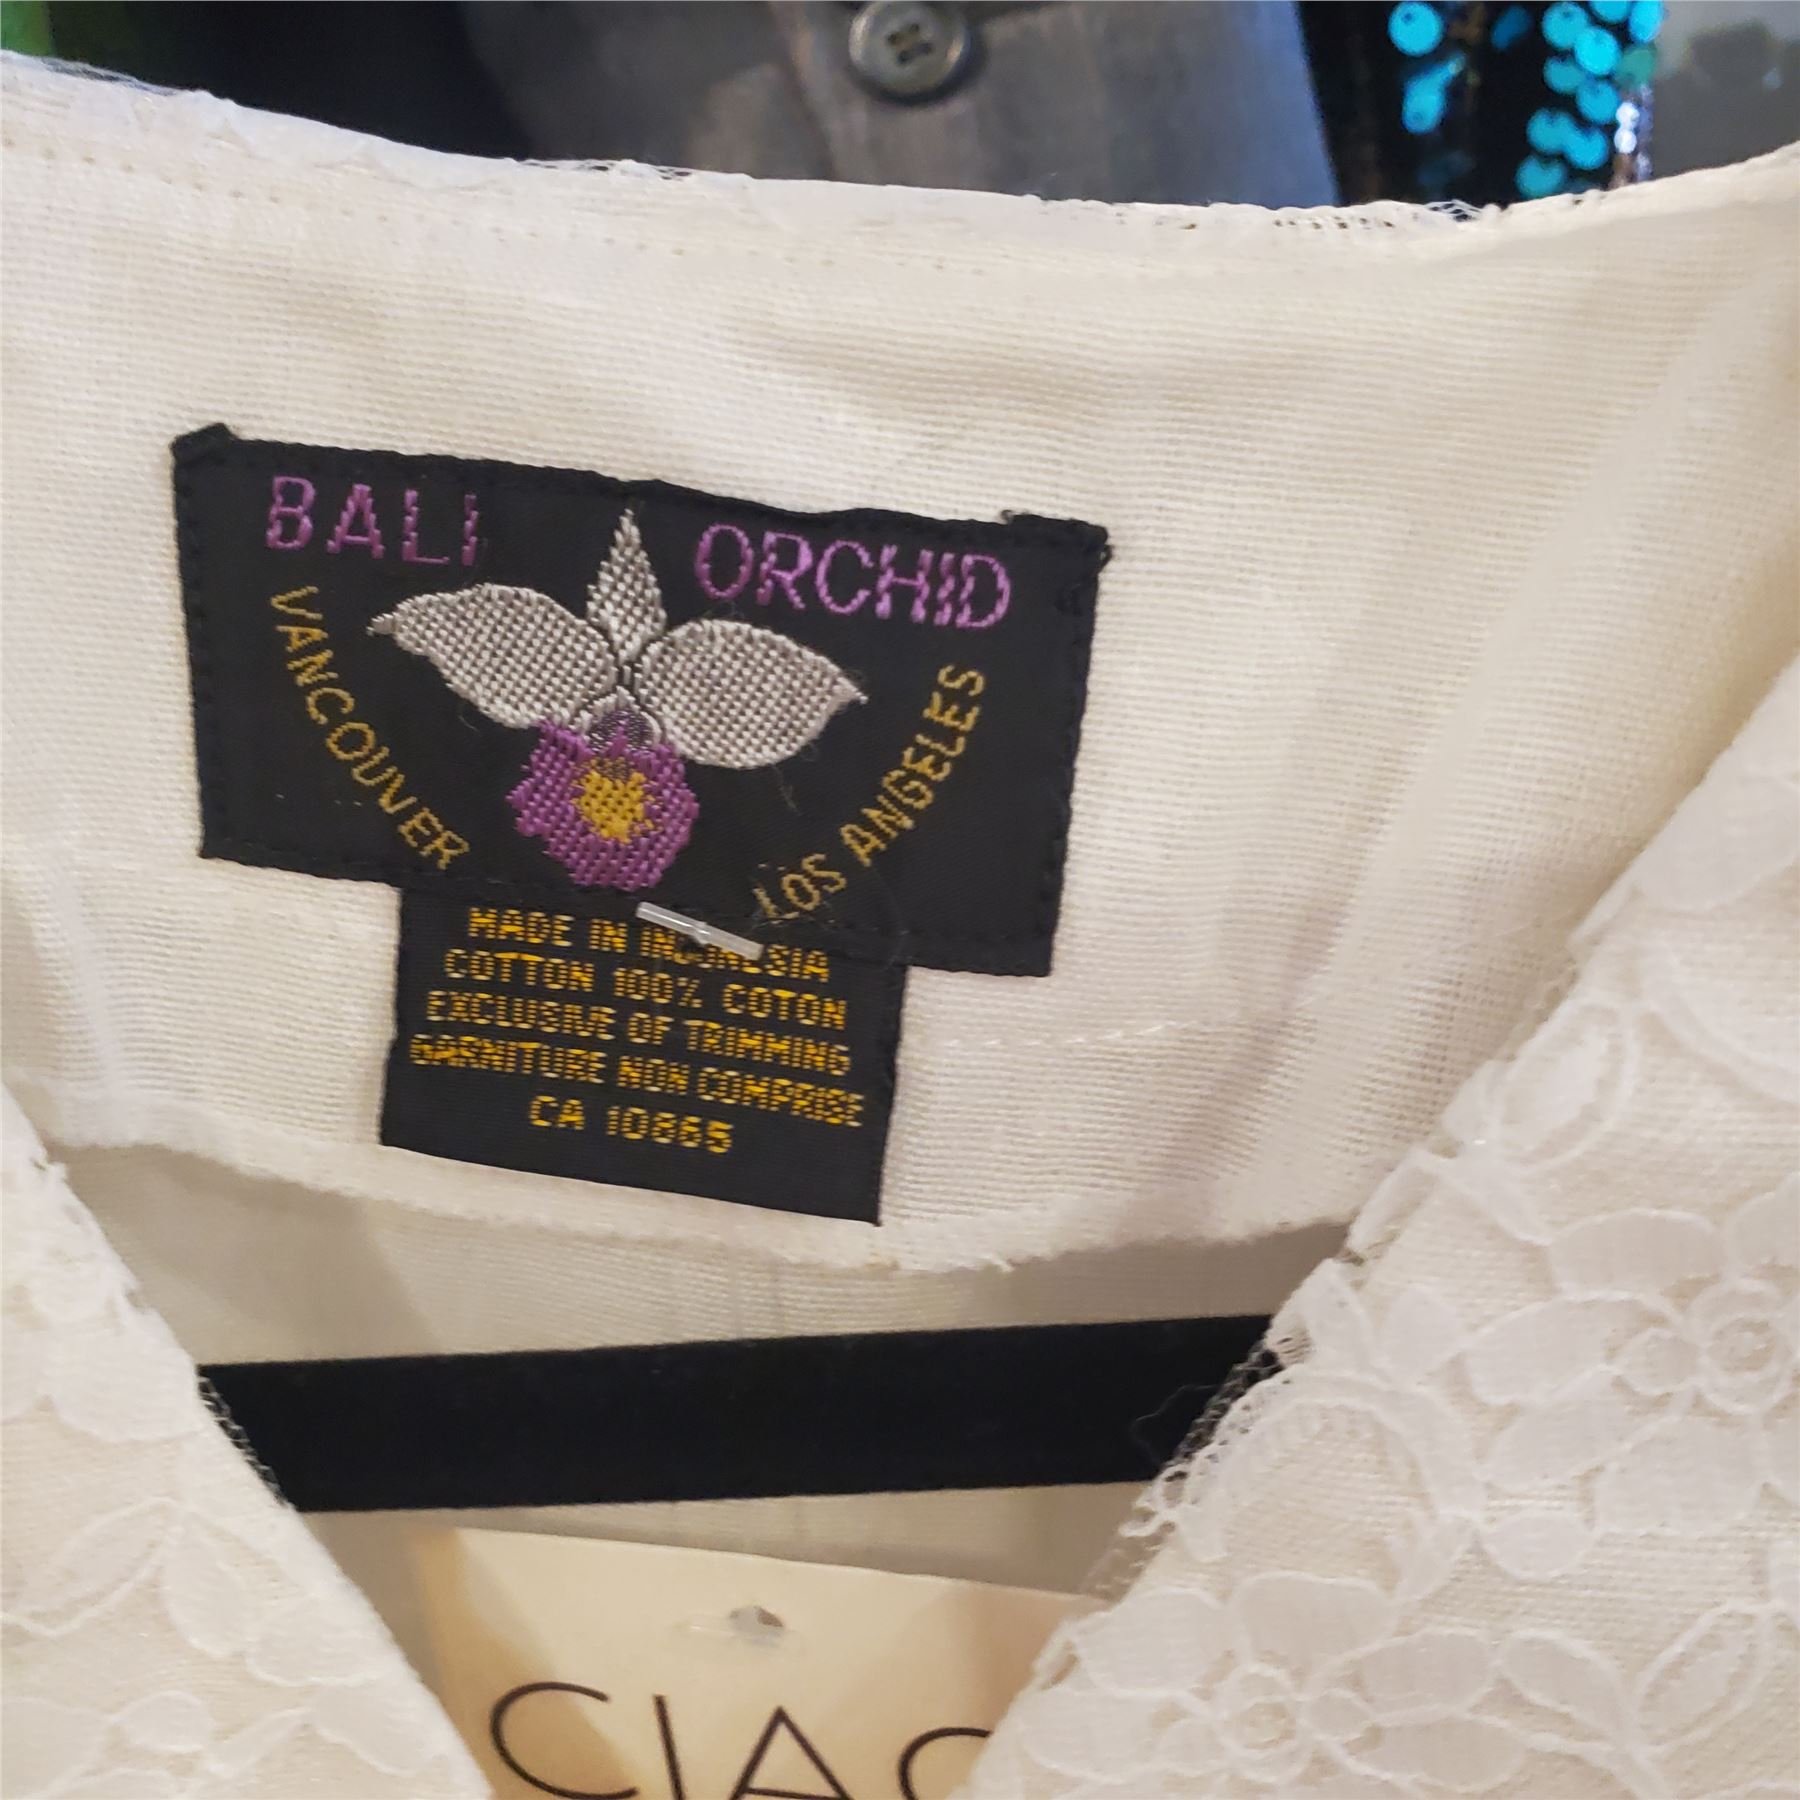 BALI ORCHID
VANCOUVER
LOS ANGELES
MADE IN INDONESIA
COTTON 100% COTON
EXCLUSIVE OF TRIMMING
GARNITURE NON COMPRISE
CA 10865
CIAO